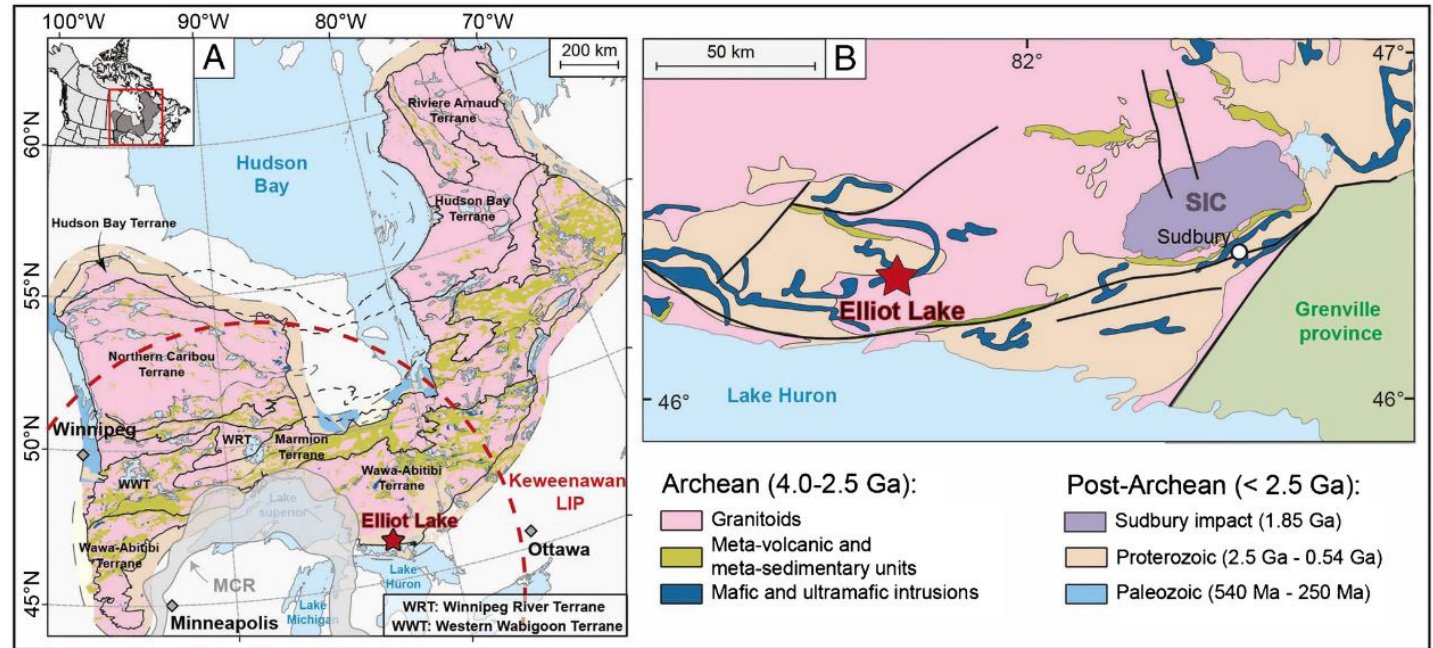 100°W 90°W 80°W 70°W
A
200 km
60°N
55°N
50°N
45°N
Riviere Arnaud
Terrane
Hudson
Bay
Hudson Bay
Terrane
Hudson Bay Terrane
Northern Caribou
Terrane
Winnipeg
WRT
Marmion
Terrane
WWT
Wawa-Abitibi
Terrane
Keweenawan
LIP
Lake
superior
Elliot Lake
Ottawa
Wawa-Abitibi
Terrane
MCR
Lake
Huron
Lake
Michigan
Minneapolis
WRT: Winnipeg River Terrane
WWT: Western Wabigoon Terrane
50 km
B
82°
47°
SIC
Sudbury
Elliot Lake
Grenville
province
46°
Lake Huron
46°
Archean (4.0-2.5 Ga):
Granitoids
Meta-volcanic and
meta-sedimentary units
Mafic and ultramafic intrusions
Post-Archean (< 2.5 Ga):
Sudbury impact (1.85 Ga)
Proterozoic (2.5 Ga - 0.54 Ga)
Paleozoic (540 Ma - 250 Ma)